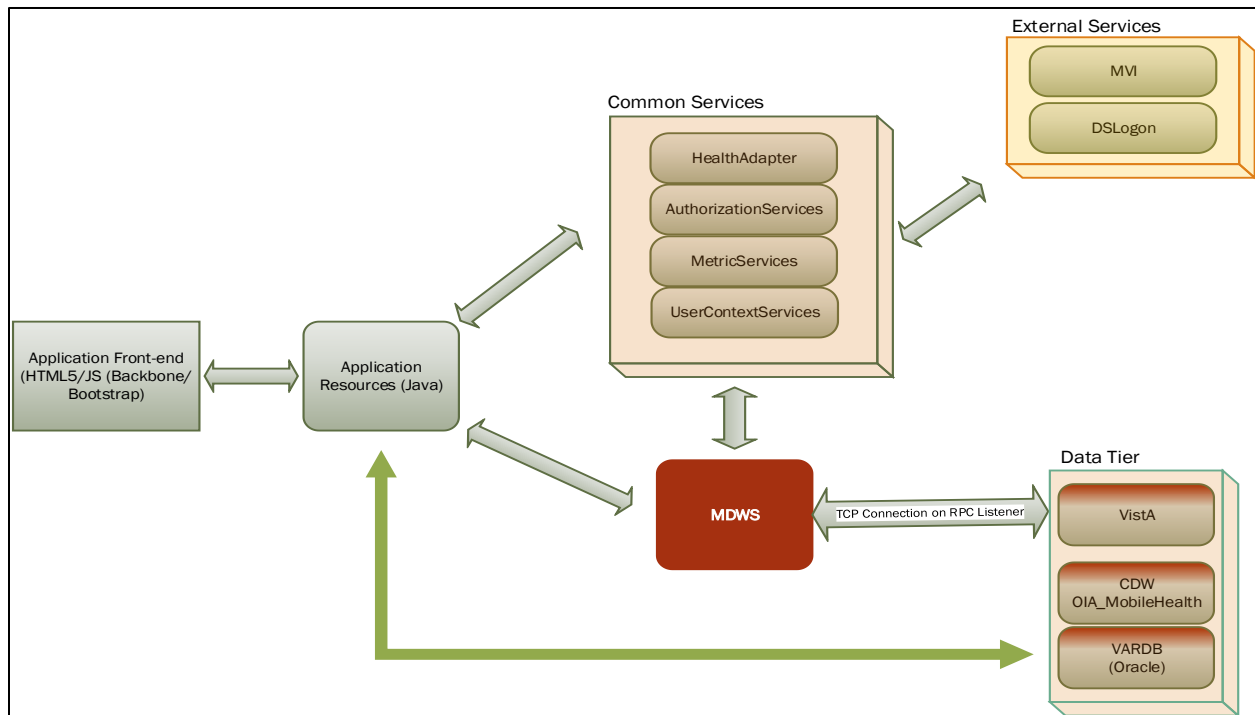 External Services
MVI
DSLogon
Common Services
HealthAdapter
AuthorizationServices
MetricServices
UserContextServices
Application Front-end
(HTML5/JS (Backbone/
Bootstrap)
Application
Resources (Java)
MDWS
TCP Connection on RPC Listener
Data Tier
VistA
CDW
OIA_MobileHealth
VARDB
(Oracle)